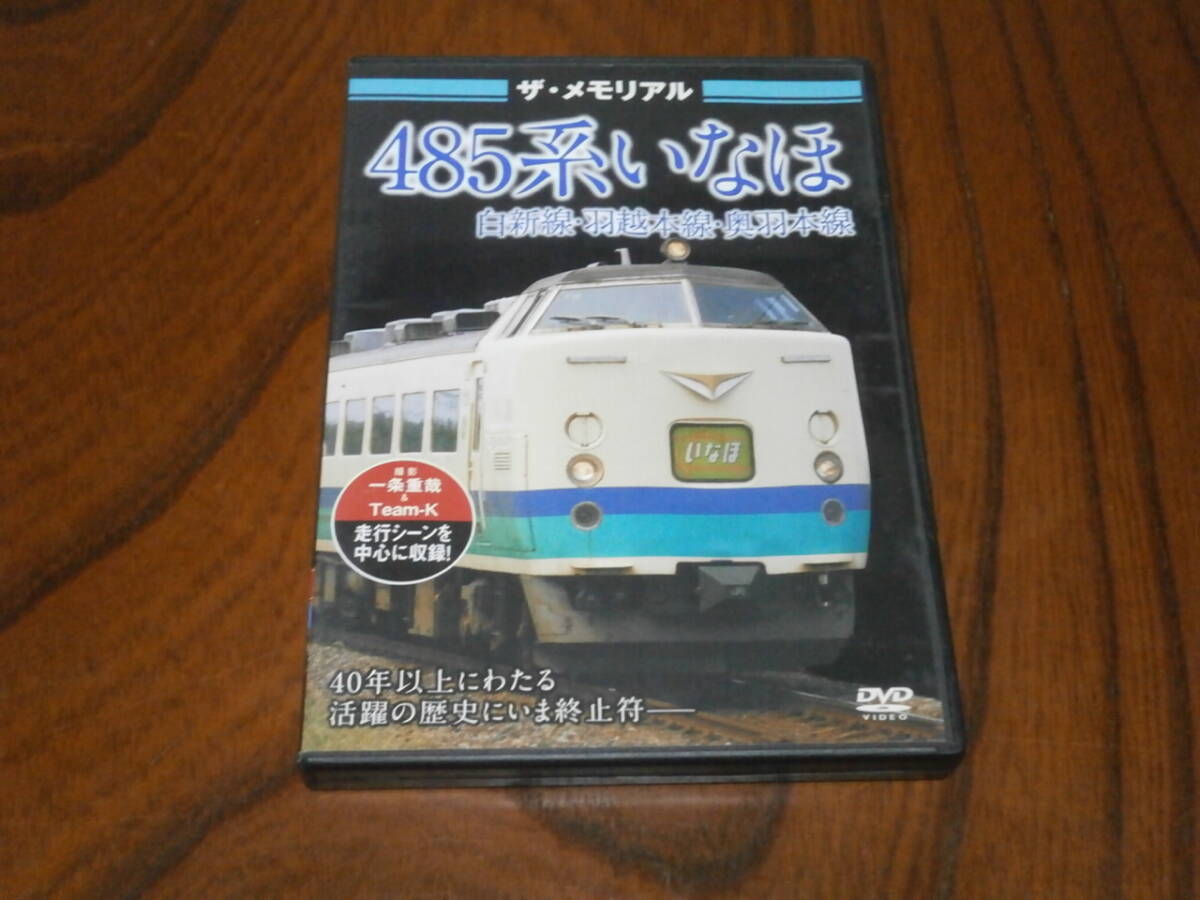 ザ・メモリアル
485系いなほ
白新線・羽越本線・奥羽本線
いなほ
撮影
一条重哉
&
Team-K
走行シーンを
中心に収録!
40年以上にわたる
活躍の歴史にいま終止符――
DVD
VIDEO